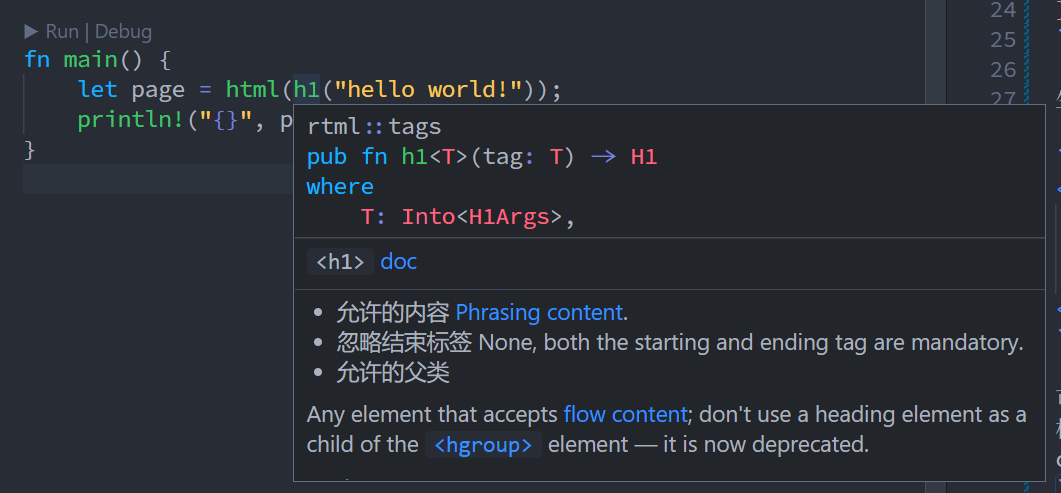 ▶ Run | Debug
fn main() {
let page = html(h1("hello world!"));
println!("{}", p
}
24
25
26
27
rtml::tags
pub fn h1<T>(tag: T) -> H1
where
T: Into<H1Args>,
<h1> doc
• 允许的内容 Phrasing content.
• 忽略结束标签 None, both the starting and ending tag are mandatory.
• 允许的父类
Any element that accepts flow content; don't use a heading element as a
child of the <hgroup> element — it is now deprecated.